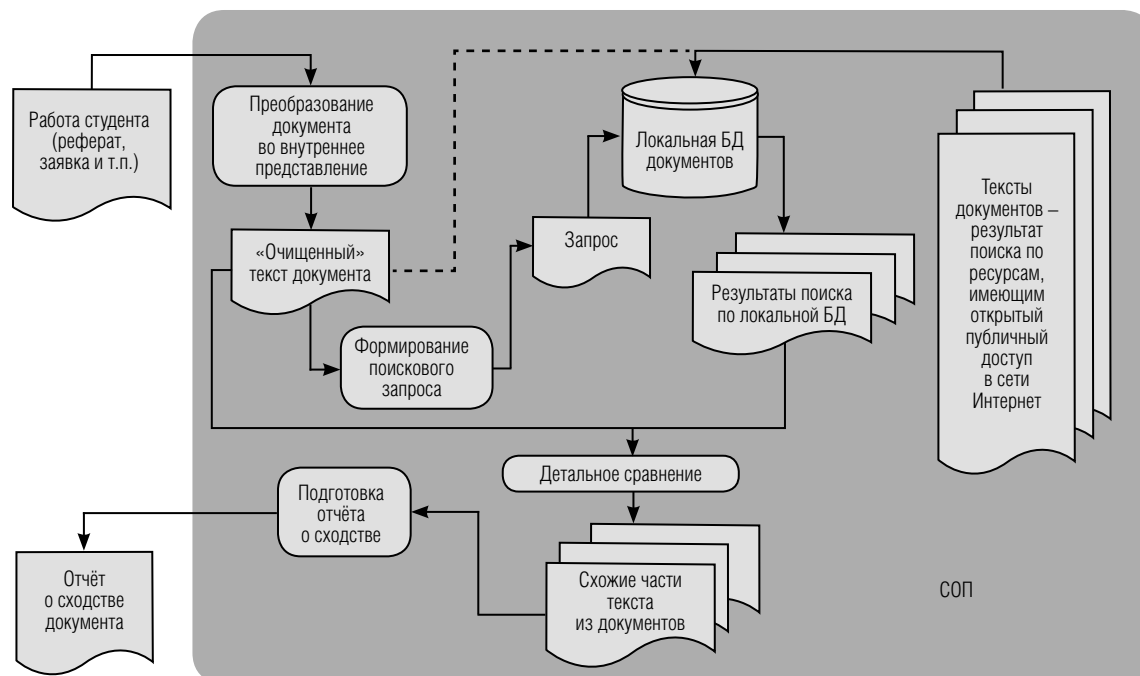 Работа студента
(реферат,
заявка и т.п.)
Преобразование
документа
во внутреннее
представление
«Очищенный»
текст документа
Формирование
поискового
запроса
Запрос
Локальная БД
документов
Результаты поиска
по локальной БД
Тексты
документов –
результат
поиска по
ресурсам,
имеющим
открытый
публичный
доступ
в сети
Интернет
Детальное сравнение
Схожие части
текста
из документов
Подготовка
отчёта
о сходстве
Отчёт
о сходстве
документа
СОП